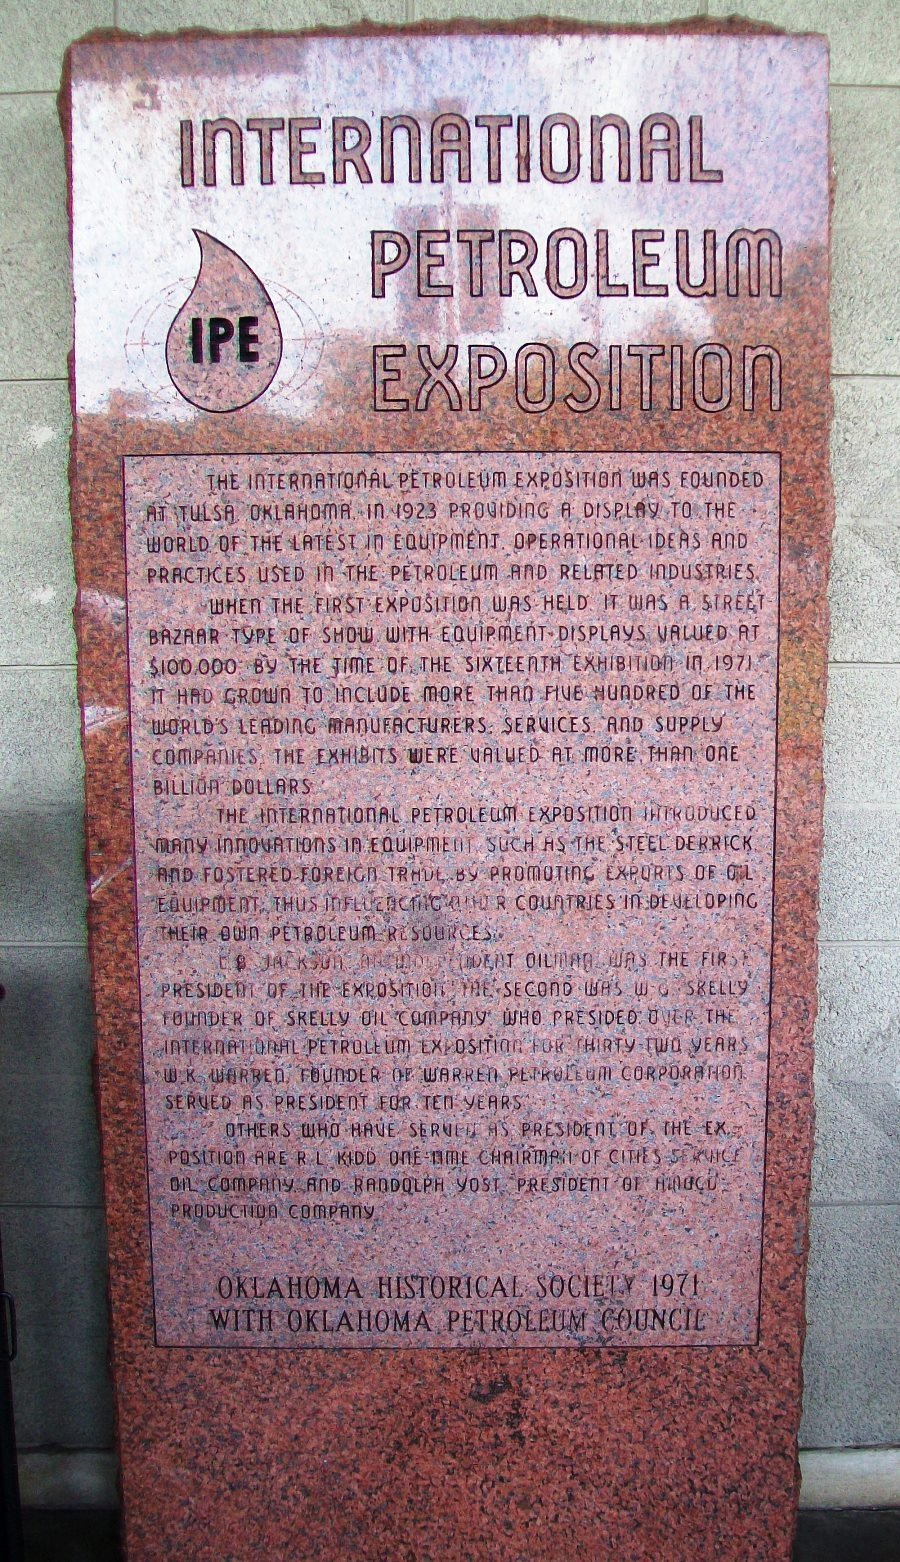 INTERNATIONAL
PETROLEUM
IPE
EXPOSITION
THE INTERNATIONAL PETROLEUM EXPOSITION WAS FOUNDED
AT TULSA, OKLAHOMA, IN 1923 PROVIDING A DISPLAY TO THE
WORLD OF THE LATEST IN EQUIPMENT, OPERATIONAL IDEAS AND
PRACTICES USED IN THE PETROLEUM AND RELATED INDUSTRIES.
WHEN THE FIRST EXPOSITION WAS HELD, IT WAS A STREET
BAZAAR TYPE OF SHOW WITH EQUIPMENT DISPLAYS VALUED AT
$100,000. BY THE TIME OF THE SIXTEENTH EXHIBITION IN 1971,
IT HAD GROWN TO INCLUDE MORE THAN FIVE HUNDRED OF THE
WORLD'S LEADING MANUFACTURERS, SERVICES, AND SUPPLY
COMPANIES. THE EXHIBITS WERE VALUED AT MORE THAN ONE
BILLION DOLLARS.
THE INTERNATIONAL PETROLEUM EXPOSITION INTRODUCED
MANY INNOVATIONS IN EQUIPMENT, SUCH AS THE STEEL DERRICK,
AND FOSTERED FOREIGN TRADE BY PROMOTING EXPORTS OF OIL
EQUIPMENT, THUS INFLUENCING OTHER COUNTRIES IN DEVELOPING
THEIR OWN PETROLEUM RESOURCES.
JACKSON, AN INDEPENDENT OILMAN, WAS THE FIRST
PRESIDENT OF THE EXPOSITION. THE SECOND WAS W.G. SKELLY,
FOUNDER OF SKELLY OIL COMPANY, WHO PRESIDED OVER THE
INTERNATIONAL PETROLEUM EXPOSITION FOR THIRTY-TWO YEARS.
W.K. WARREN, FOUNDER OF WARREN PETROLEUM CORPORATION,
SERVED AS PRESIDENT FOR TEN YEARS.
OTHERS WHO HAVE SERVED AS PRESIDENT OF THE EX-
POSITION ARE R.L. KIDD, ONE-TIME CHAIRMAN OF CITIES SERVICE
OIL COMPANY, AND RANDOLPH YOST, PRESIDENT OF
PRODUCTION COMPANY.
OKLAHOMA HISTORICAL SOCIETY 1971
WITH OKLAHOMA PETROLEUM COUNCIL